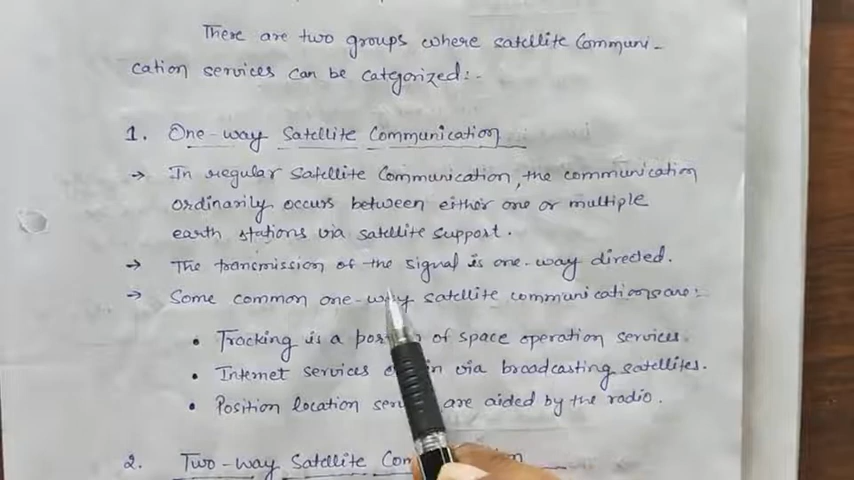 There are two groups where satellite Communi-
cation services can be categorized:-
1. One-way Satellite Communication
→ In regular satellite Communication, the communication
ordinarily occurs between either one or multiple
earth stations via satellite support.
→ The transmission of the signal is one-way directed.
→ Some common one-way satellite communications are:
• Tracking is a of space operation services.
• Internet services via broadcasting satellites.
• Position location are aided by the radio.
2. Two-way Satellite